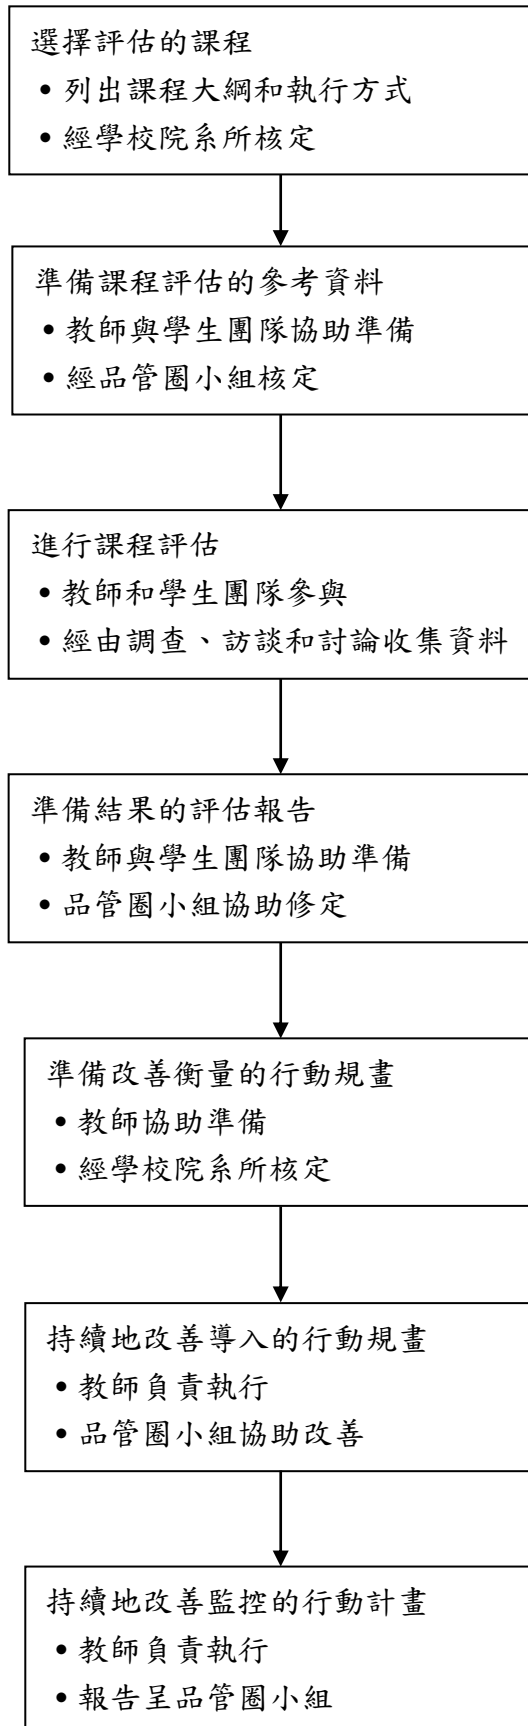 選擇評估的課程
• 列出課程大綱和執行方式
• 經學校院系所核定
準備課程評估的參考資料
• 教師與學生團隊協助準備
• 經品管圈小組核定
進行課程評估
• 教師和學生團隊參與
• 經由調查、訪談和討論收集資料
準備結果的評估報告
• 教師與學生團隊協助準備
• 品管圈小組協助修定
準備改善衡量的行動規畫
• 教師協助準備
• 經學校院系所核定
持續地改善導入的行動規畫
• 教師負責執行
• 品管圈小組協助改善
持續地改善監控的行動計畫
• 教師負責執行
• 報告呈品管圈小組